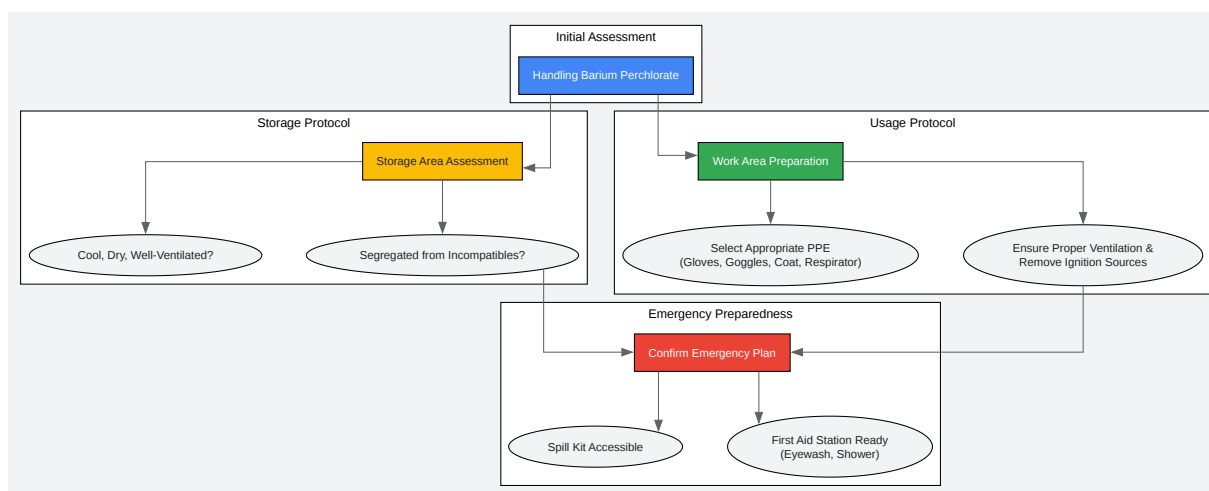 Initial Assessment
Handling Barium Perchlorate
Storage Protocol
Storage Area Assessment
Cool, Dry, Well-Ventilated?
Segregated from Incompatibles?
Usage Protocol
Work Area Preparation
Select Appropriate PPE
(Gloves, Goggles, Coat, Respirator)
Ensure Proper Ventilation &
Remove Ignition Sources
Emergency Preparedness
Confirm Emergency Plan
Spill Kit Accessible
First Aid Station Ready
(Eyewash, Shower)